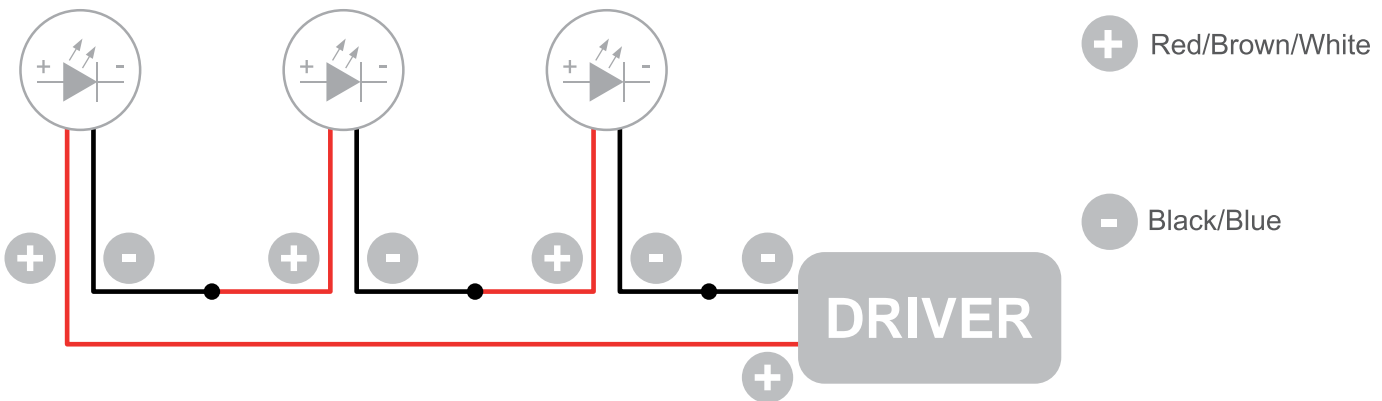 + -
+ -
+ -
+ Red/Brown/White
- Black/Blue
+ - + - + - -
DRIVER
+